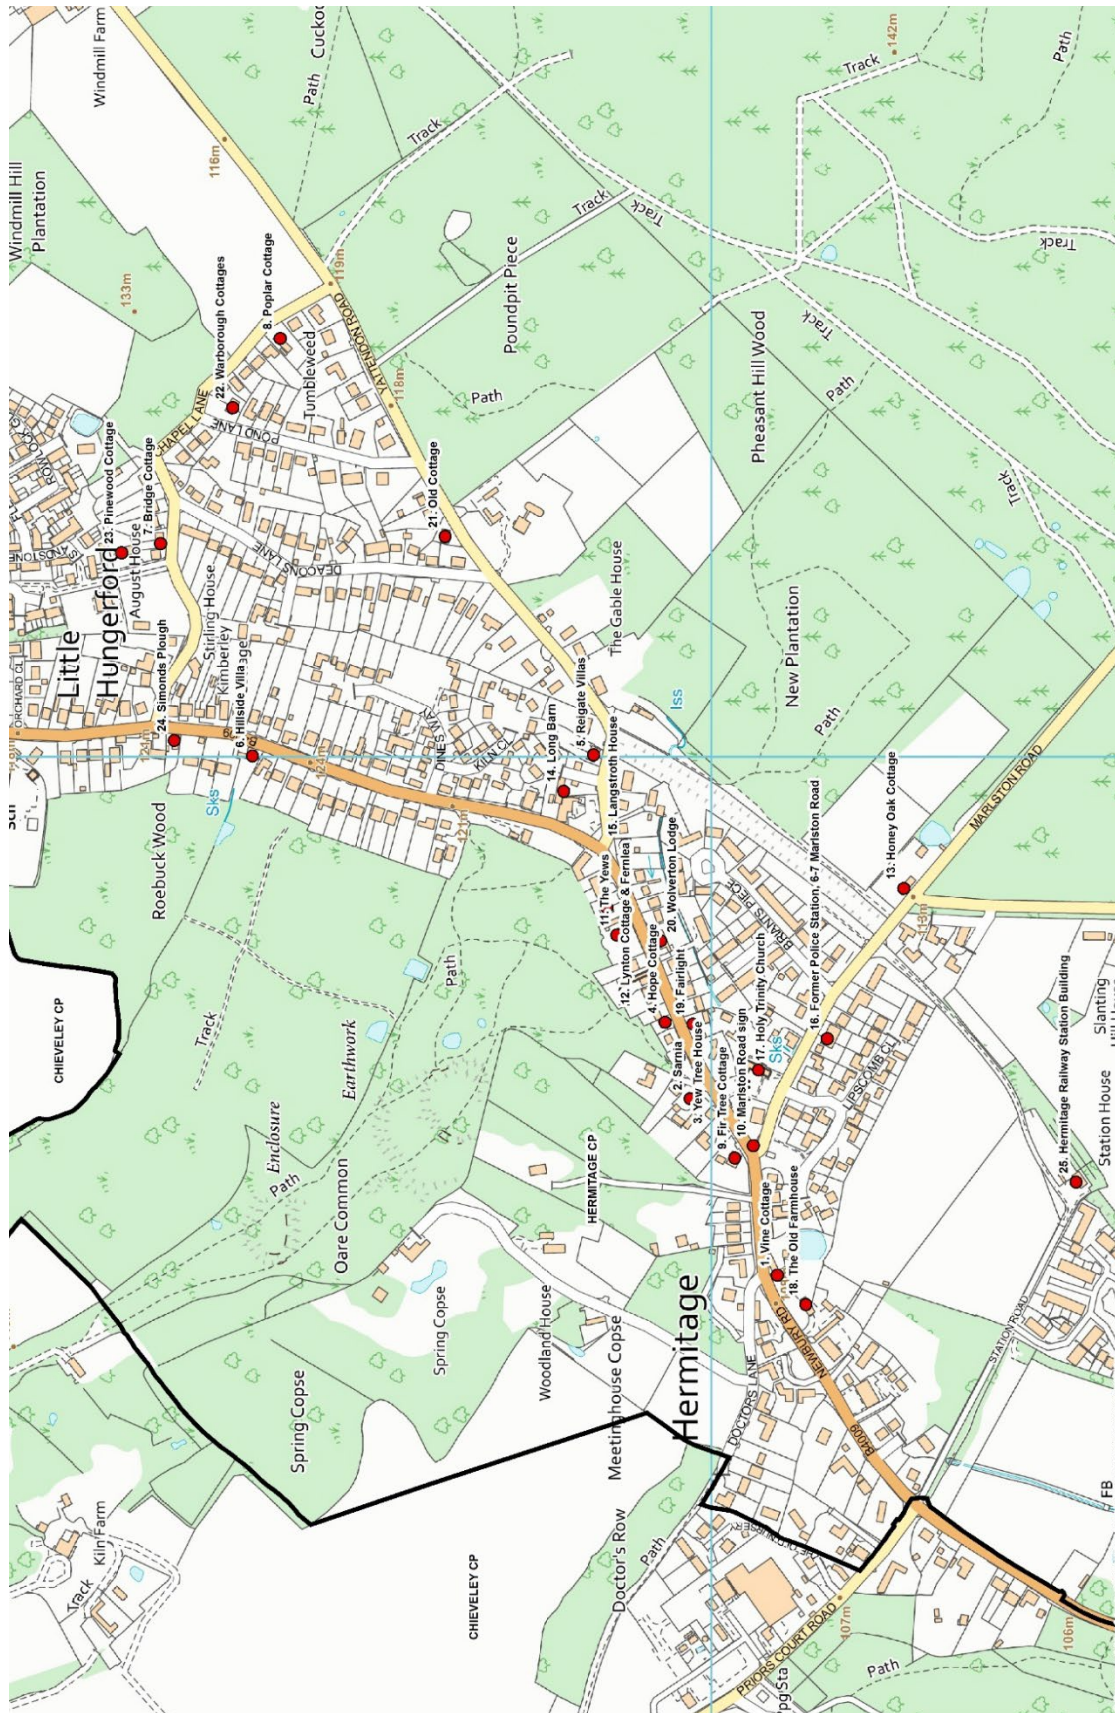 Windmill Hill
Plantation
Windmill Farm
Cuckoo
Path
142m
Track
Path
116m
Track
133m
Track
Track
119m
8. Poplar Cottage
22. Warborough Cottages
Tumbleweed
YATTENDON ROAD
118m
Poundpit Piece
CHAPEL LANE
POND LANE
Path
Track
Pheasant Hill Wood
Path
Track
23. Pinewood Cottage
7. Bridge Cottage
August House
SANDSTONE
21. Old Cottage
DEACONS LANE
Little
Hungerford
ORCHARD CL
Stirling House
Kimberley
24. Simonds Plough
6. Hillside Villa
121m
124m
The Gable House
New Plantation
Path
Roebuck Wood
Sks
PINES WAY
KILN CL
14. Long Barn
5. Reigate Villas
15. Langstroth House
Iss
121m
13. Honey Oak Cottage
MARLSTON ROAD
113m
11. The Yews
12. Lynton Cottage & Fernlea
4. Hope Cottage
19. Fairlight
20. Wolverton Lodge
BRIANTS PIECE
2. Sarnia
3. Yew Tree House
9. Fir Tree Cottage
10. Marlston Road sign
17. Holy Trinity Church
Sks
16. Former Police Station, 6-7 Marlston Road
LIPSCOMB CL
CHIEVELEY CP
Track
Path
Earthwork
Enclosure
Path
Oare Common
HERMITAGE CP
Spring Copse
Woodland House
Meetinghouse Copse
Hermitage
1. Vine Cottage
18. The Old Farmhouse
NEWBURY RD
DOCTORS LANE
B4009
STATION ROAD
25. Hermitage Railway Station Building
Station House
Slanting
Spring Copse
Kiln Farm
Track
CHIEVELEY CP
Doctor's Row
Path
PRIORS COURT ROAD
107m
106m
Path
Ppg Sta
FB